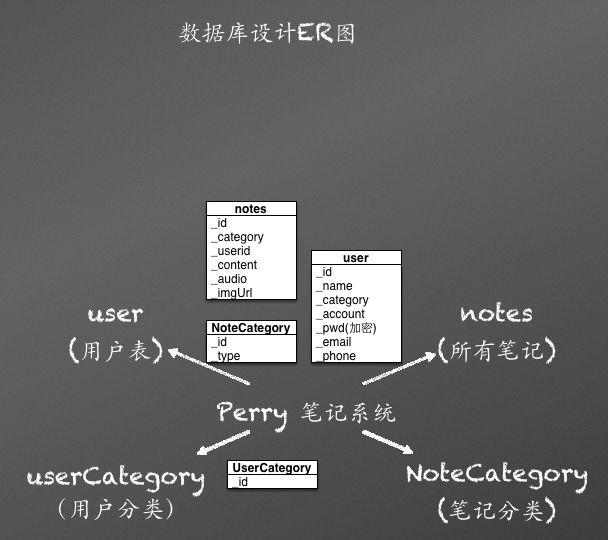 数据库设计ER图
notes
_id
_category
_userid
_content
_audio
_imgUrl
user
_id
_name
_category
_account
_pwd(加密)
_email
_phone
NoteCategory
_id
_type
user
(用户表)
notes
(所有笔记)
Perry 笔记系统
userCategory
(用户分类)
UserCategory
_id
NoteCategory
(笔记分类)